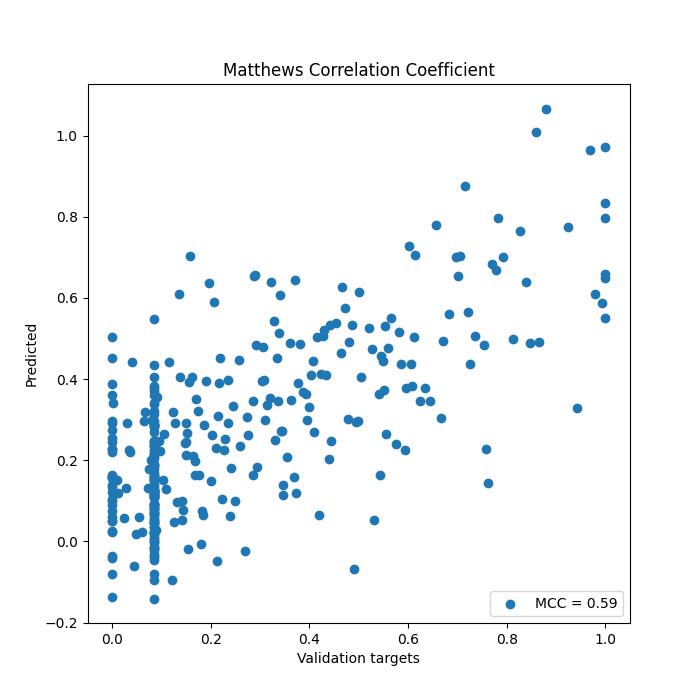 Matthews Correlation Coefficient
1.0
0.8
0.6
0.4
0.2
0.0
−0.2
Predicted
MCC = 0.59
0.0 0.2 0.4 0.6 0.8 1.0
Validation targets